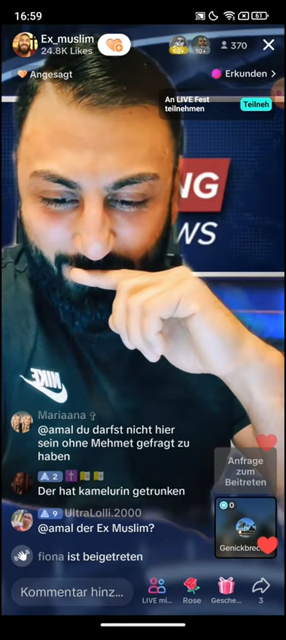 16:59
61
Ex_muslim
24.8K Likes
370
Angesagt
Erkunden >
An LIVE Fest
teilnehmen
Teilneh
NG
WS
Mariaana
@amal du darfst nicht hier
sein ohne Mehmet gefragt zu
haben
2
Der hat kamelurin getrunken
9 UltraLolli.2000
@amal der Ex Muslim?
fiona ist beigetreten
Anfrage
zum
Beitreten
0
Genickbrec
Kommentar hinz...
LIVE mi...
Rose
Gesche...
3